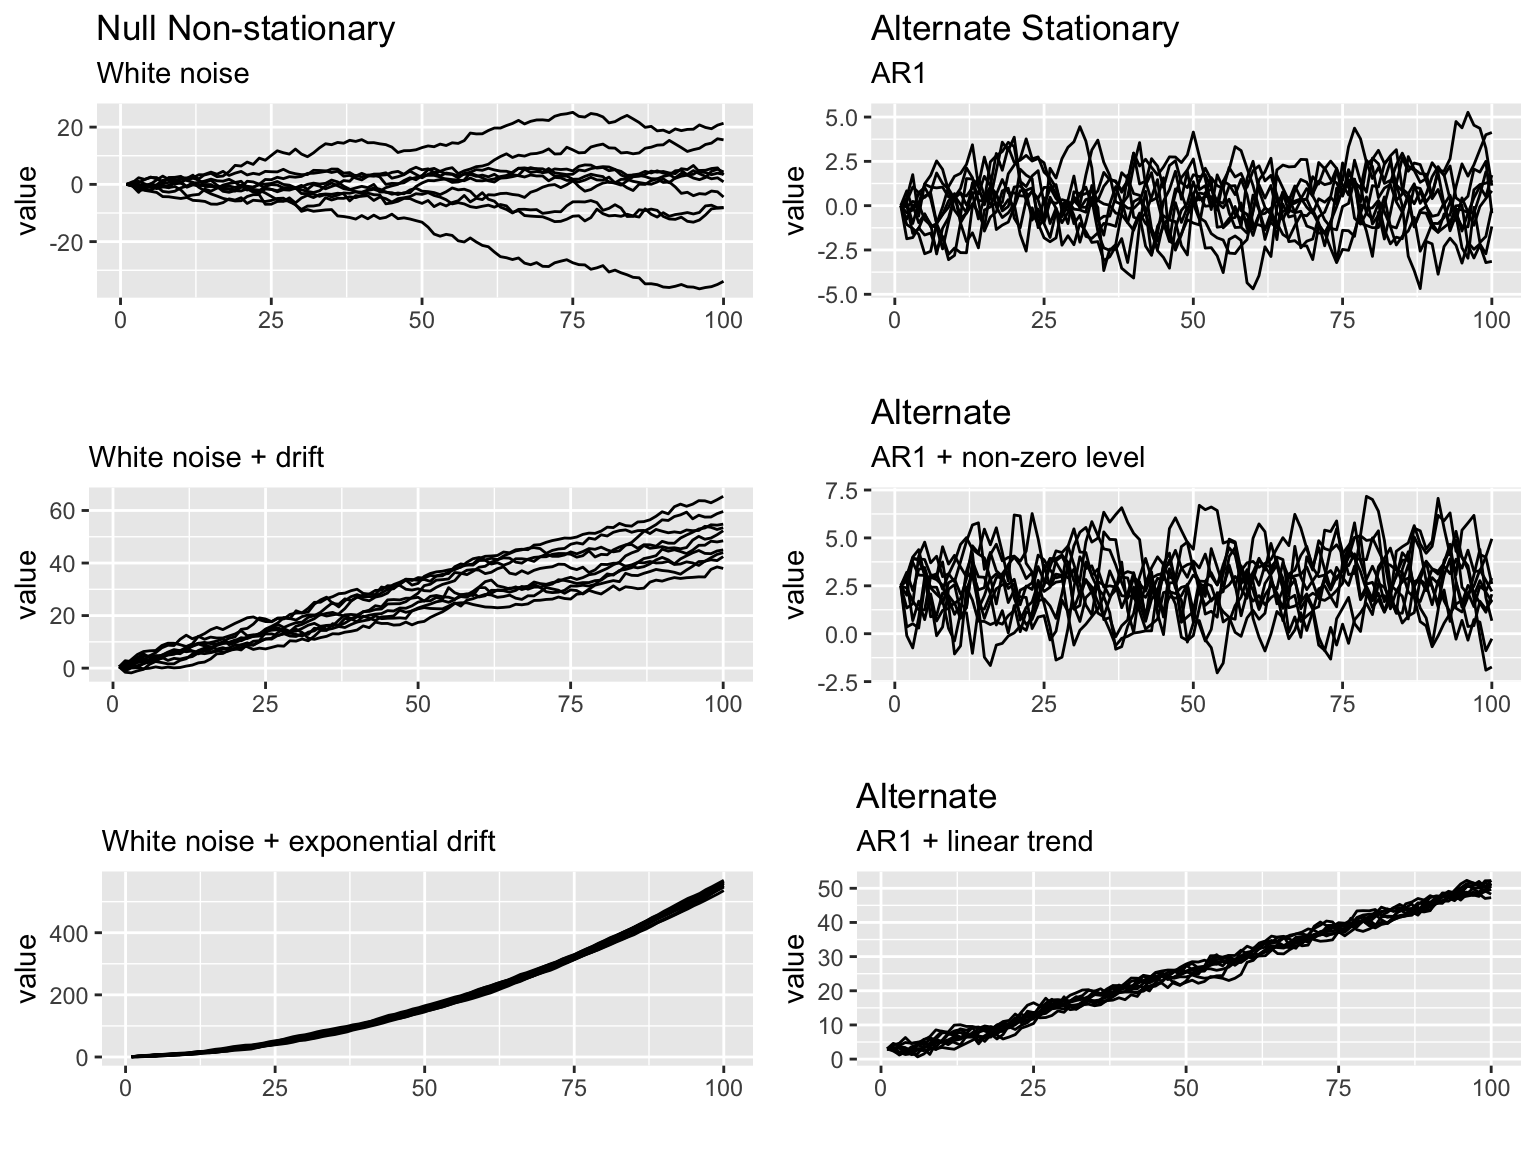 Null Non-stationary
White noise
value
20
0
-20
0 25 50 75 100
Alternate Stationary
AR1
value
5.0
2.5
0.0
-2.5
-5.0
0 25 50 75 100
White noise + drift
value
60
40
20
0
0 25 50 75 100
Alternate
AR1 + non-zero level
value
7.5
5.0
2.5
0.0
-2.5
0 25 50 75 100
White noise + exponential drift
value
400
200
0
0 25 50 75 100
Alternate
AR1 + linear trend
value
50
40
30
20
10
0
0 25 50 75 100